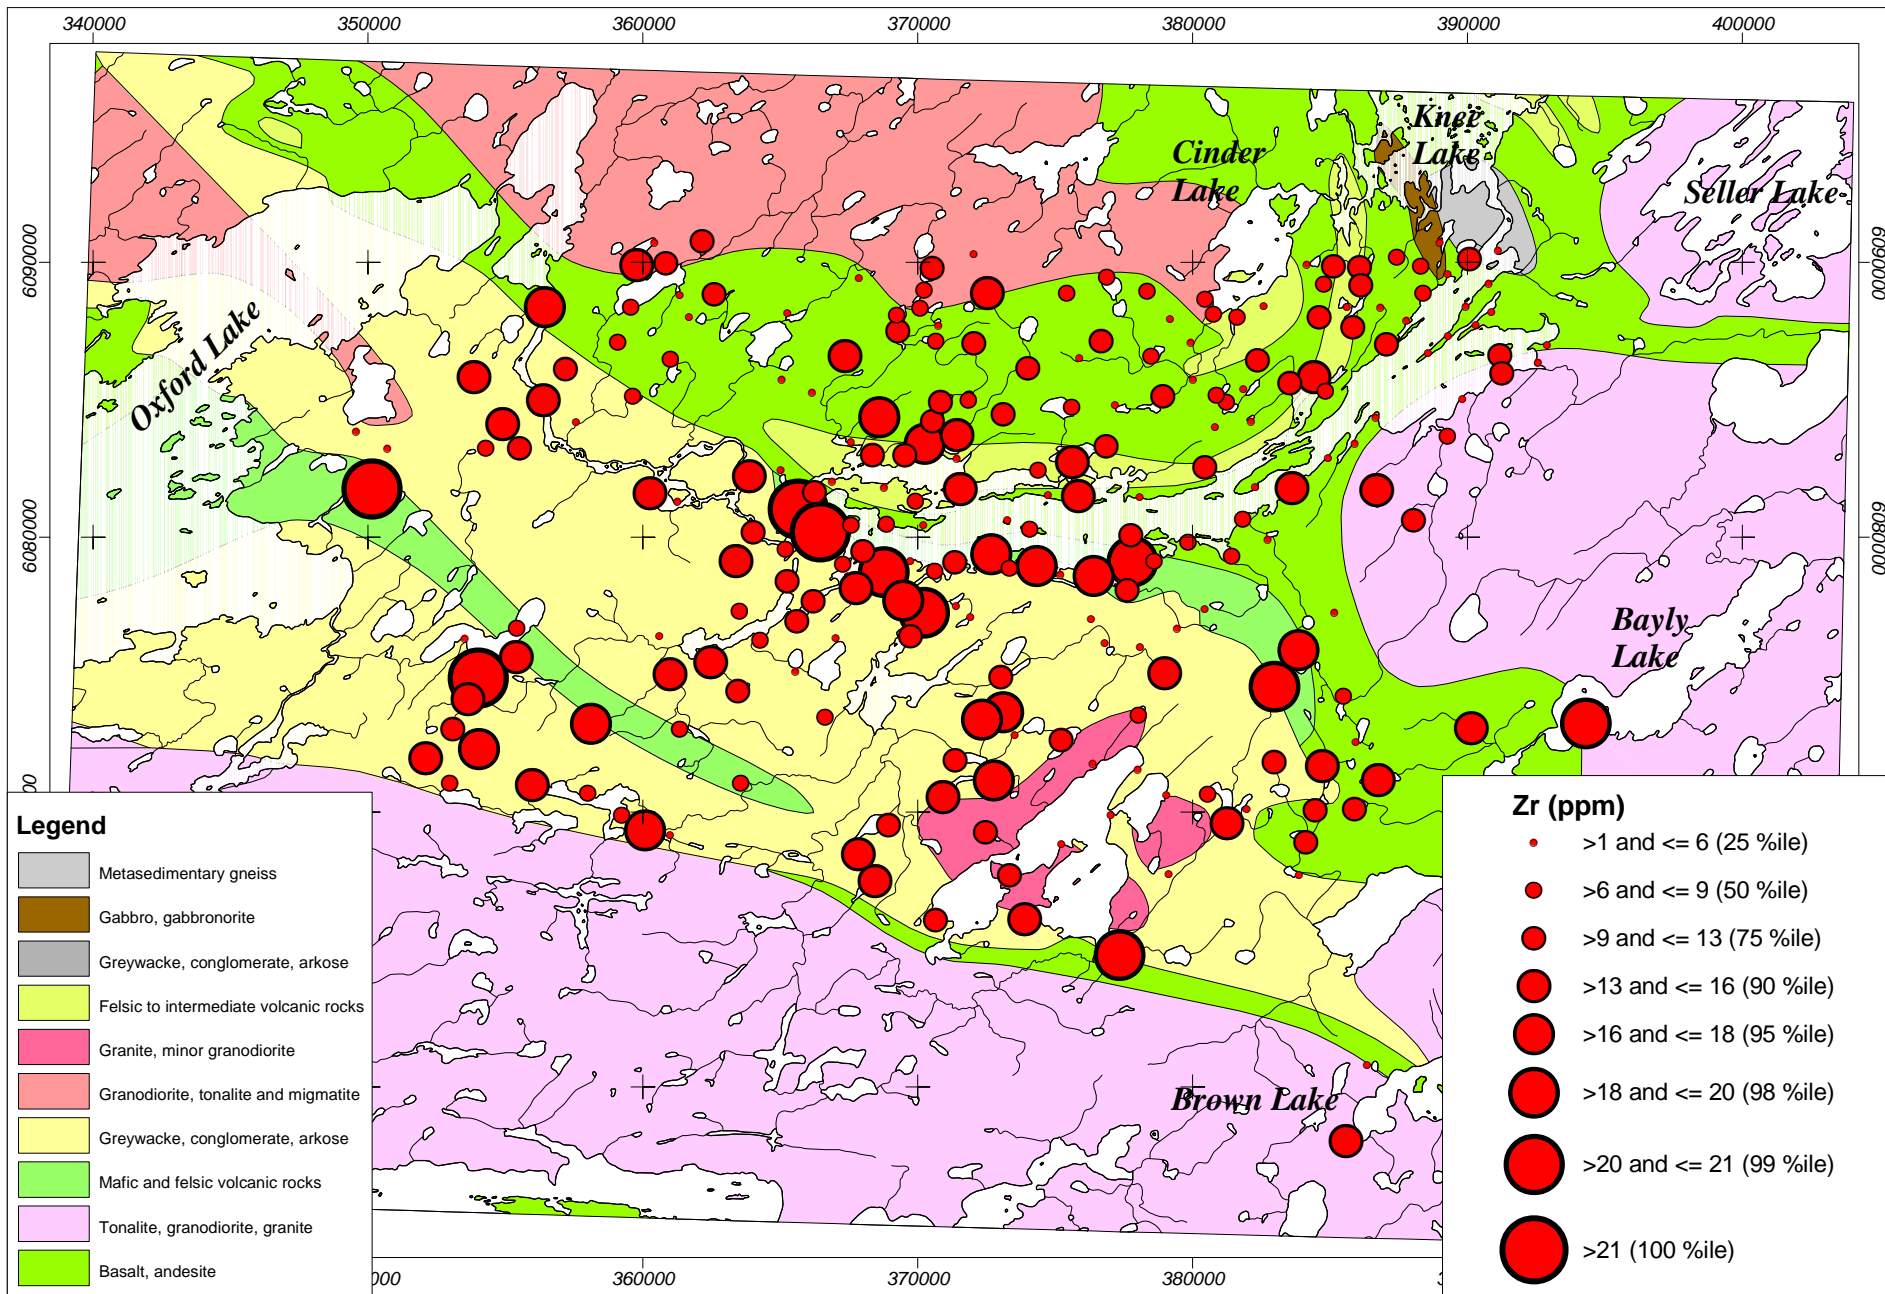 340000 350000 360000 370000 380000 390000 400000
Knee
Lake
Cinder
Lake
Seller Lake
6090000
6090000
Oxford Lake
6080000
6080000
Bayly
Lake
Brown Lake
Legend
Metasedimentary gneiss
Gabbro, gabbronorite
Greywacke, conglomerate, arkose
Felsic to intermediate volcanic rocks
Granite, minor granodiorite
Granodiorite, tonalite and migmatite
Greywacke, conglomerate, arkose
Mafic and felsic volcanic rocks
Tonalite, granodiorite, granite
Basalt, andesite
Zr (ppm)
>1 and <= 6 (25 %ile)
>6 and <= 9 (50 %ile)
>9 and <= 13 (75 %ile)
>13 and <= 16 (90 %ile)
>16 and <= 18 (95 %ile)
>18 and <= 20 (98 %ile)
>20 and <= 21 (99 %ile)
>21 (100 %ile)
360000 370000 380000